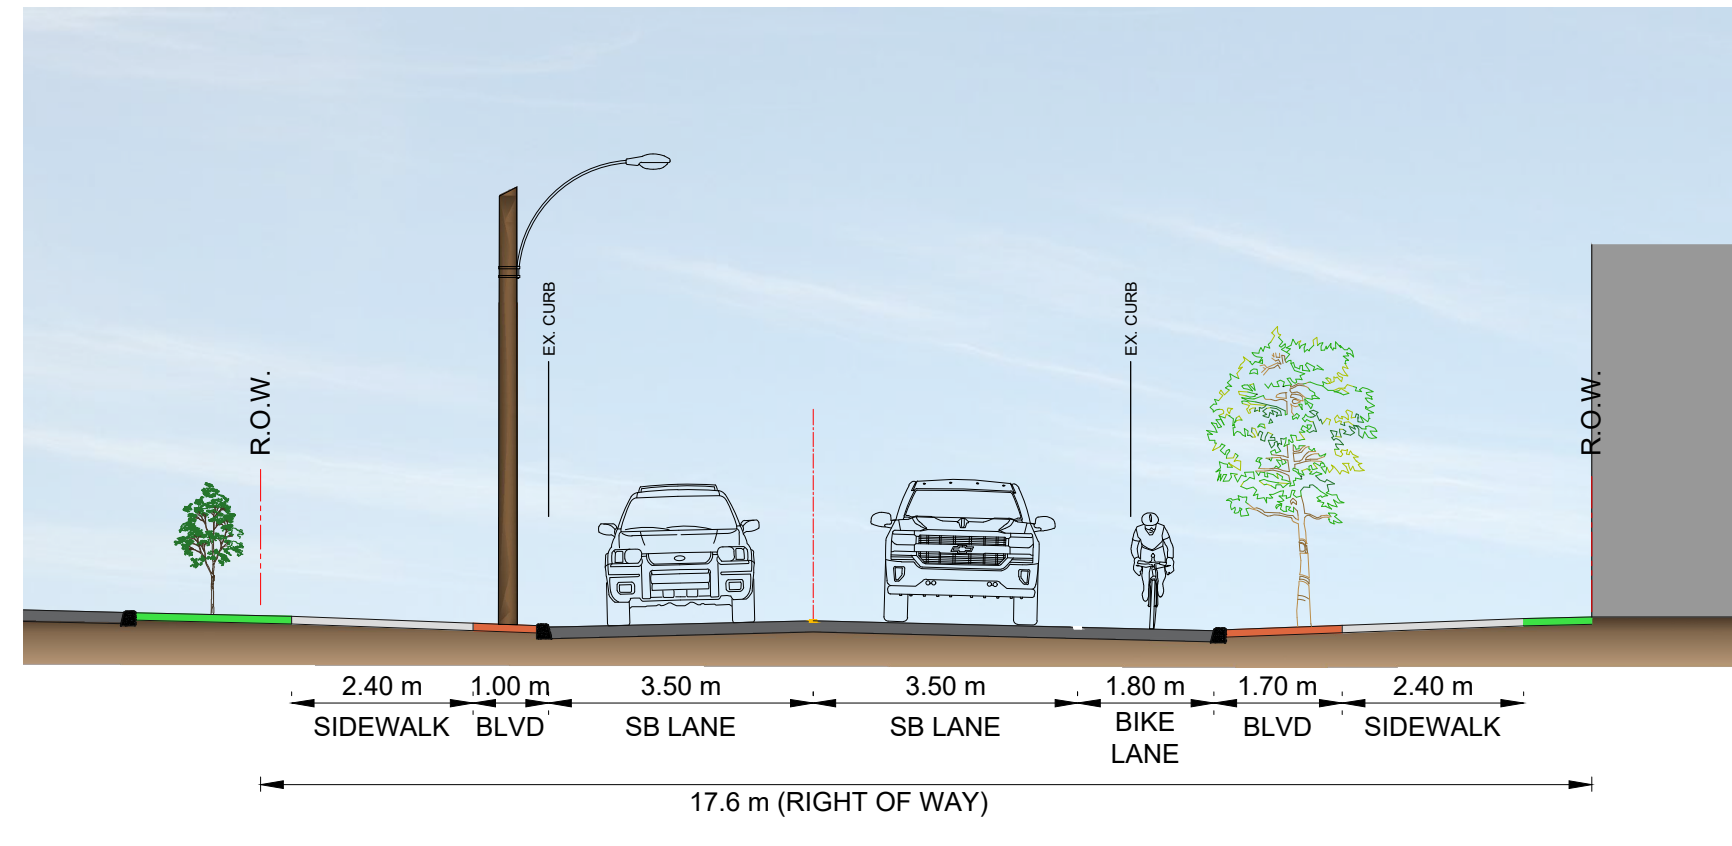 EX. CURB
EX. CURB
R.O.W.
R.O.W.
2.40 m
1.00 m
3.50 m
3.50 m
1.80 m
1.70 m
2.40 m
SIDEWALK
BLVD
SB LANE
SB LANE
BIKE
LANE
BLVD
SIDEWALK
17.6 m (RIGHT OF WAY)